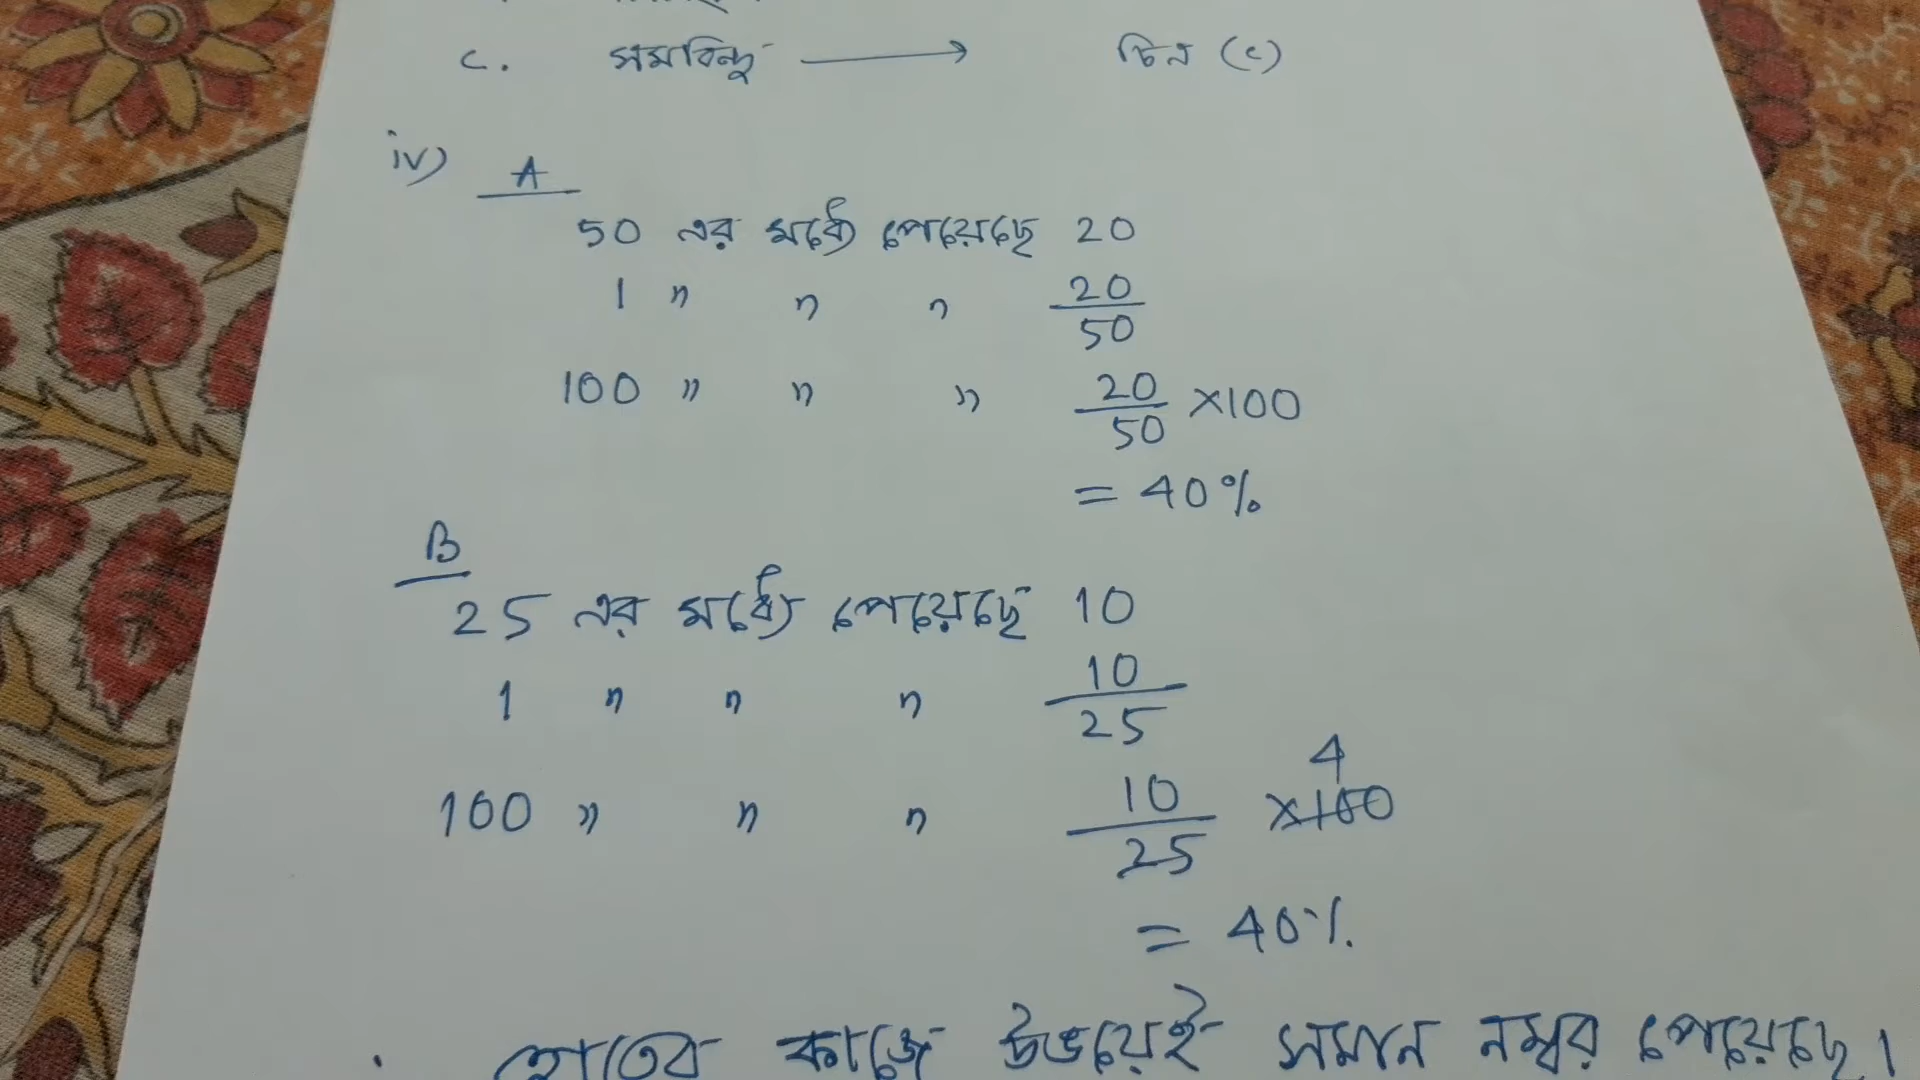 c. সমবিন্দু → চিত্র (c)
iv) A
50 এর মধ্যে পেয়েছে 20
1 " " " 20/50
100 " " " 20/50 ×100
= 40%
B
25 এর মধ্যে পেয়েছে 10
1 " " " 10/25
4
100 " " " 10/25 ×100
= 40%
হাতের কাজে উভয়েই সমান নম্বর পেয়েছে।